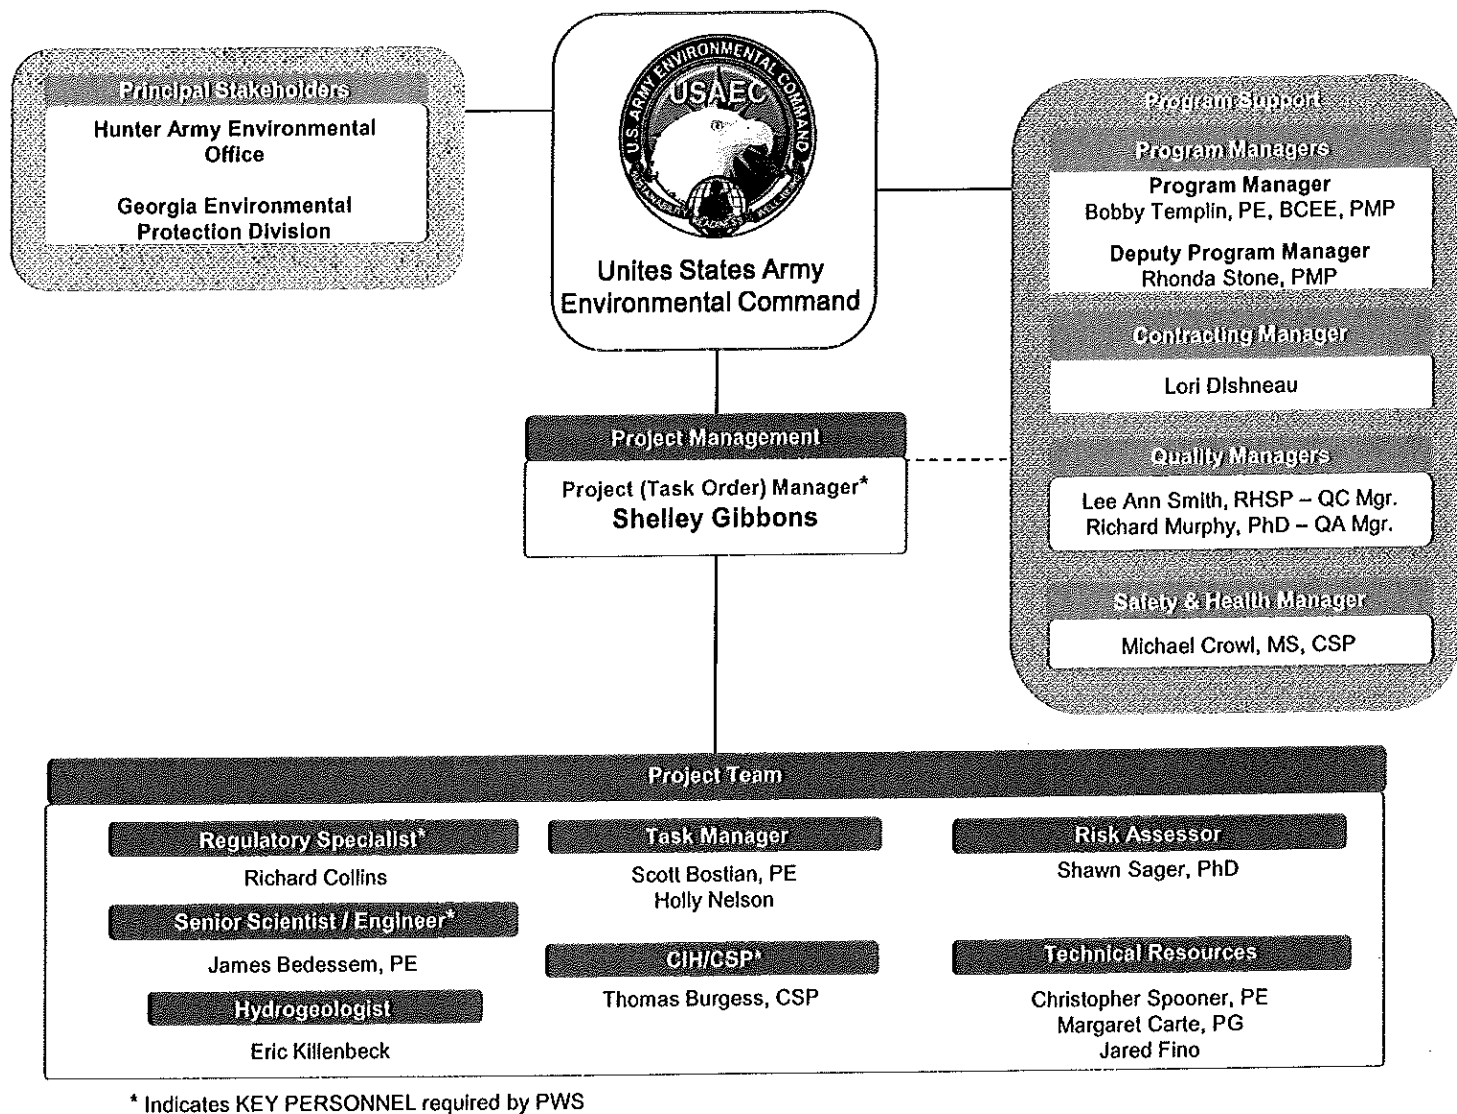 Principal Stakeholders
Hunter Army Environmental
Office
Georgia Environmental
Protection Division
U.S. ARMY ENVIRONMENTAL COMMAND
USAEC
Unites States Army
Environmental Command
Program Support
Program Managers
Program Manager
Bobby Templin, PE, BCEE, PMP
Deputy Program Manager
Rhonda Stone, PMP
Contracting Manager
Lori Dishneau
Quality Managers
Lee Ann Smith, RHSP – QC Mgr.
Richard Murphy, PhD – QA Mgr.
Safety & Health Manager
Michael Crowl, MS, CSP
Project Management
Project (Task Order) Manager*
Shelley Gibbons
Project Team
Regulatory Specialist*
Richard Collins
Senior Scientist / Engineer*
James Bedessem, PE
Hydrogeologist
Eric Killenbeck
Task Manager
Scott Bostian, PE
Holly Nelson
CIH/CSP*
Thomas Burgess, CSP
Risk Assessor
Shawn Sager, PhD
Technical Resources
Christopher Spooner, PE
Margaret Carte, PG
Jared Fino
* Indicates KEY PERSONNEL required by PWS